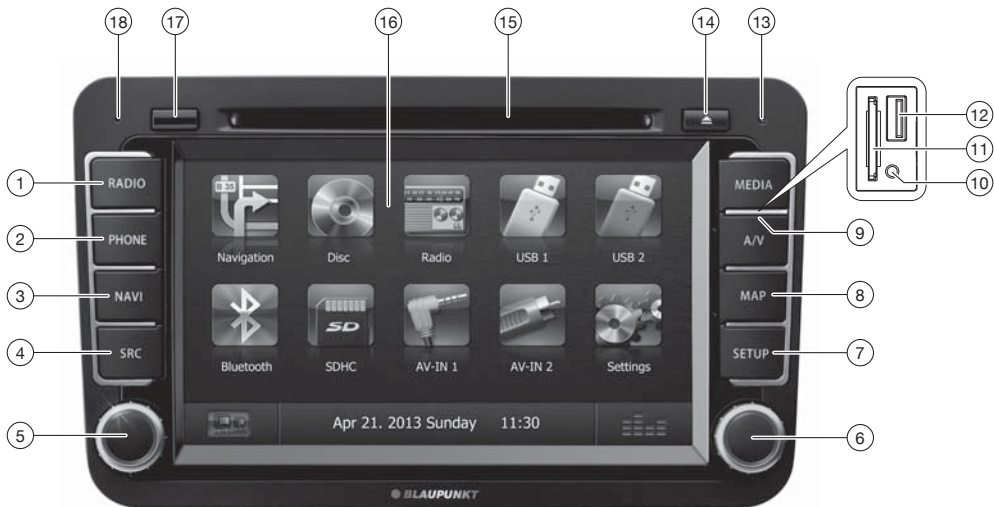 18 17 16 15 14 13
12
11
10
1 RADIO
MEDIA
2 PHONE
A/V 9
3 NAVI
MAP 8
4 SRC
SETUP 7
5
6
Navigation Disc Radio USB 1 USB 2
SD
Bluetooth SDHC AV-IN 1 AV-IN 2 Settings
Apr 21. 2013 Sunday 11:30
BLAUPUNKT